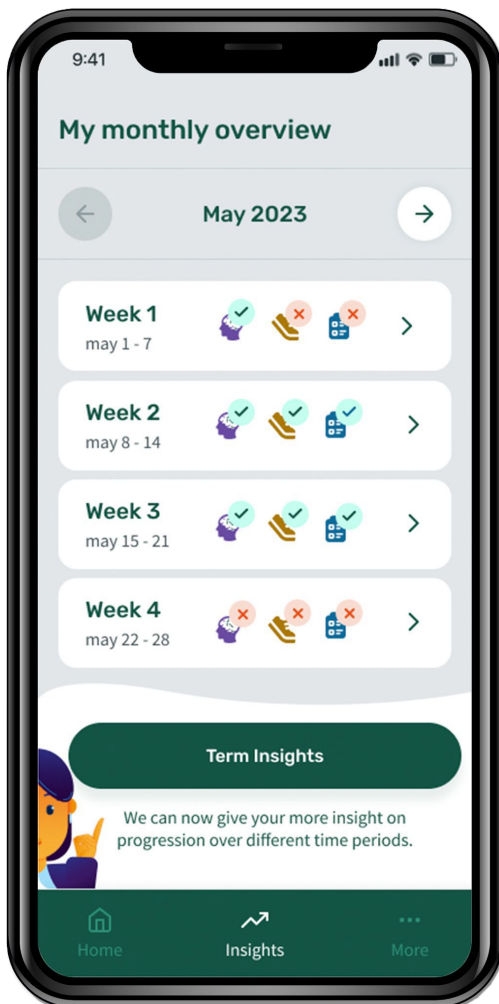 9:41
My monthly overview
May 2023
Week 1
may 1 - 7
Week 2
may 8 - 14
Week 3
may 15 - 21
Week 4
may 22 - 28
Term Insights
We can now give your more insight on
progression over different time periods.
Home
Insights
More